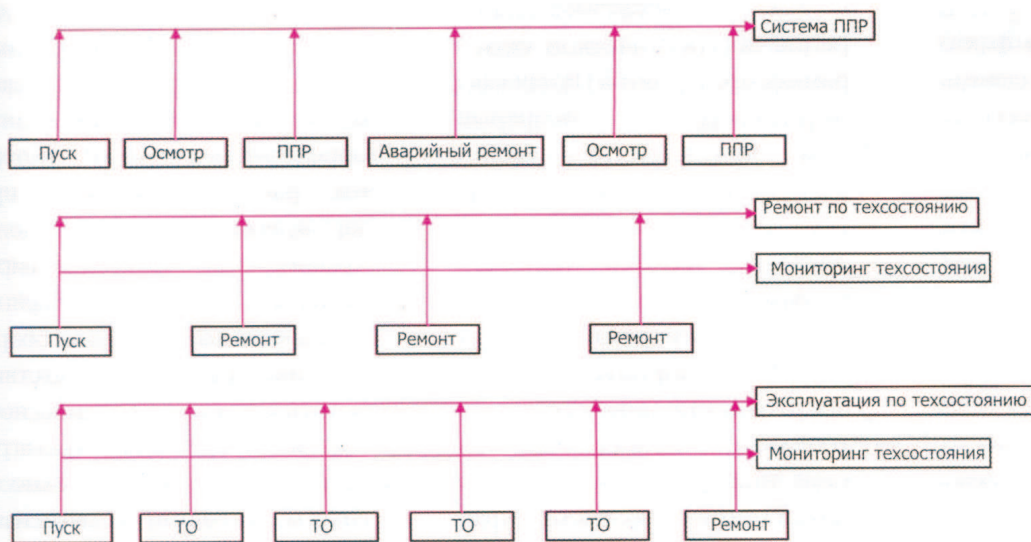 Система ППР
Пуск
Осмотр
ППР
Аварийный ремонт
Осмотр
ППР
Ремонт по техсостоянию
Мониторинг техсостояния
Пуск
Ремонт
Ремонт
Ремонт
Эксплуатация по техсостоянию
Мониторинг техсостояния
Пуск
ТО
ТО
ТО
ТО
Ремонт